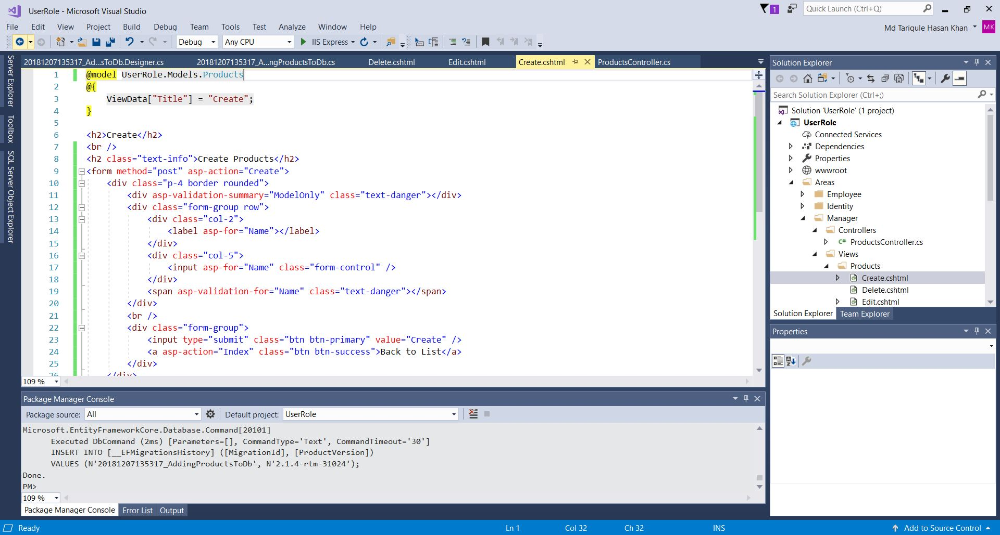 UserRole - Microsoft Visual Studio
1
Quick Launch (Ctrl+Q)
File Edit View Project Build Debug Team Tools Test Analyze Window Help
Md Tariqule Hasan Khan MK
Debug Any CPU IIS Express
Server Explorer
Toolbox
SQL Server Object Explorer
20181207135317_Ad...sToDb.Designer.cs 20181207135317_A...ngProductsToDb.cs Delete.cshtml Edit.cshtml Create.cshtml ProductsController.cs
1 @model UserRole.Models.Products
2 @{
3 ViewData["Title"] = "Create";
4 }
5
6 <h2>Create</h2>
7 <br />
8 <h2 class="text-info">Create Products</h2>
9 <form method="post" asp-action="Create">
10 <div class="p-4 border rounded">
11 <div asp-validation-summary="ModelOnly" class="text-danger"></div>
12 <div class="form-group row">
13 <div class="col-2">
14 <label asp-for="Name"></label>
15 </div>
16 <div class="col-5">
17 <input asp-for="Name" class="form-control" />
18 </div>
19 <span asp-validation-for="Name" class="text-danger"></span>
20 </div>
21 <br />
22 <div class="form-group">
23 <input type="submit" class="btn btn-primary" value="Create" />
24 <a asp-action="Index" class="btn btn-success">Back to List</a>
25 </div>
26 </div>
109 %
Package Manager Console
Package source: All Default project: UserRole
Microsoft.EntityFrameworkCore.Database.Command[20101]
Executed DbCommand (2ms) [Parameters=[], CommandType='Text', CommandTimeout='30']
INSERT INTO [__EFMigrationsHistory] ([MigrationId], [ProductVersion])
VALUES (N'20181207135317_AddingProductsToDb', N'2.1.4-rtm-31024');
Done.
PM>
109 %
Package Manager Console Error List Output
Solution Explorer
Search Solution Explorer (Ctrl+;)
Solution 'UserRole' (1 project)
UserRole
Connected Services
Dependencies
Properties
wwwroot
Areas
Employee
Identity
Manager
Controllers
C# ProductsController.cs
Views
Products
Create.cshtml
Delete.cshtml
Edit.cshtml
Solution Explorer Team Explorer
Properties
Ready Ln 1 Col 32 Ch 32 INS Add to Source Control